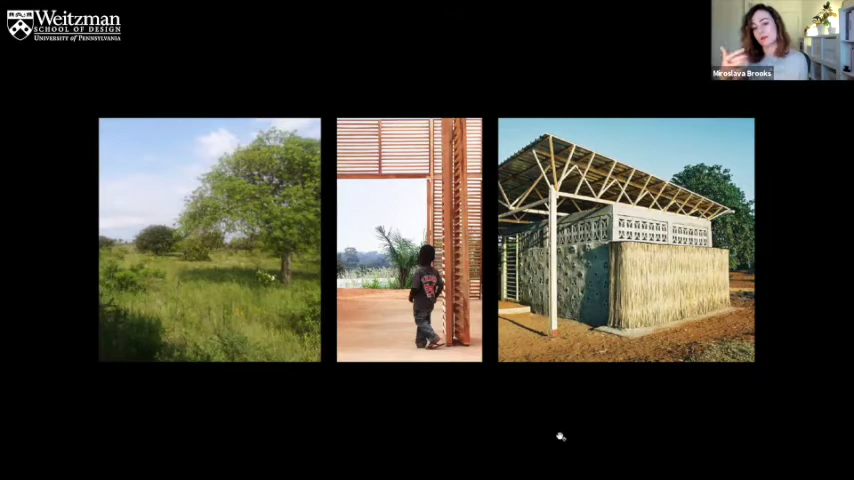 Weitzman
SCHOOL OF DESIGN
UNIVERSITY OF PENNSYLVANIA
Miroslava Brooks